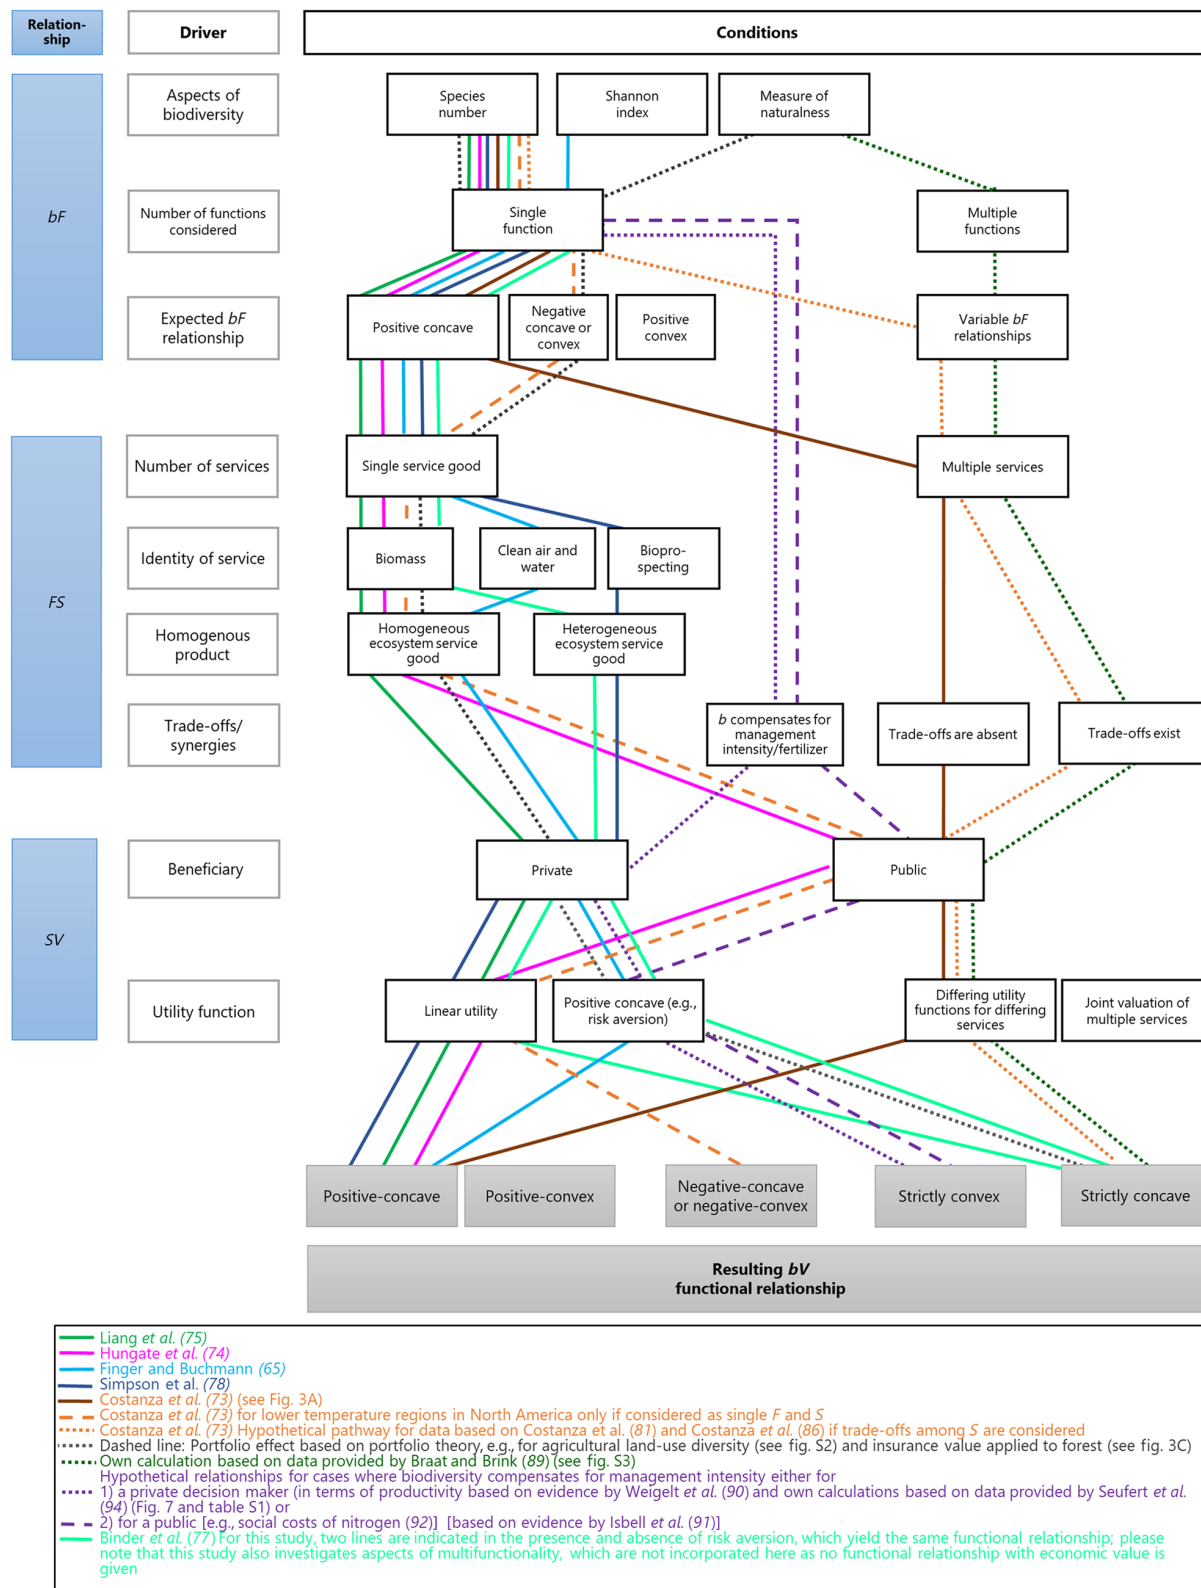 Relation-
ship
Driver
Conditions
bF
Aspects of
biodiversity
Species
number
Shannon
index
Measure of
naturalness
Number of functions
considered
Single
function
Multiple
functions
Expected bF
relationship
Positive concave
Negative
concave or
convex
Positive
convex
Variable bF
relationships
FS
Number of services
Single service good
Multiple services
Identity of service
Biomass
Clean air and
water
Biopro-
specting
Homogenous
product
Homogeneous
ecosystem service
good
Heterogeneous
ecosystem service
good
Trade-offs/
synergies
b compensates for
management
intensity/fertilizer
Trade-offs are absent
Trade-offs exist
SV
Beneficiary
Private
Public
Utility function
Linear utility
Positive concave (e.g.,
risk aversion)
Differing utility
functions for differing
services
Joint valuation of
multiple services
Positive-concave
Positive-convex
Negative-concave
or negative-convex
Strictly convex
Strictly concave
Resulting bV
functional relationship
Liang et al. (75)
Hungate et al. (74)
Finger and Buchmann (65)
Simpson et al. (78)
Costanza et al. (73) (see Fig. 3A)
Costanza et al. (73) for lower temperature regions in North America only if considered as single F and S
Costanza et al. (73) Hypothetical pathway for data based on Costanza et al. (81) and Costanza et al. (86) if trade-offs among S are considered
Dashed line: Portfolio effect based on portfolio theory, e.g., for agricultural land-use diversity (see fig. S2) and insurance value applied to forest (see fig. 3C)
Own calculation based on data provided by Braat and Brink (89) (see fig. S3)
Hypothetical relationships for cases where biodiversity compensates for management intensity either for
1) a private decision maker (in terms of productivity based on evidence by Weigelt et al. (90) and own calculations based on data provided by Seufert et al.
(94) (Fig. 7 and table S1) or
2) for a public [e.g., social costs of nitrogen (92)] [based on evidence by Isbell et al. (91)]
Binder et al. (77) For this study, two lines are indicated in the presence and absence of risk aversion, which yield the same functional relationship; please
note that this study also investigates aspects of multifunctionality, which are not incorporated here as no functional relationship with economic value is
given